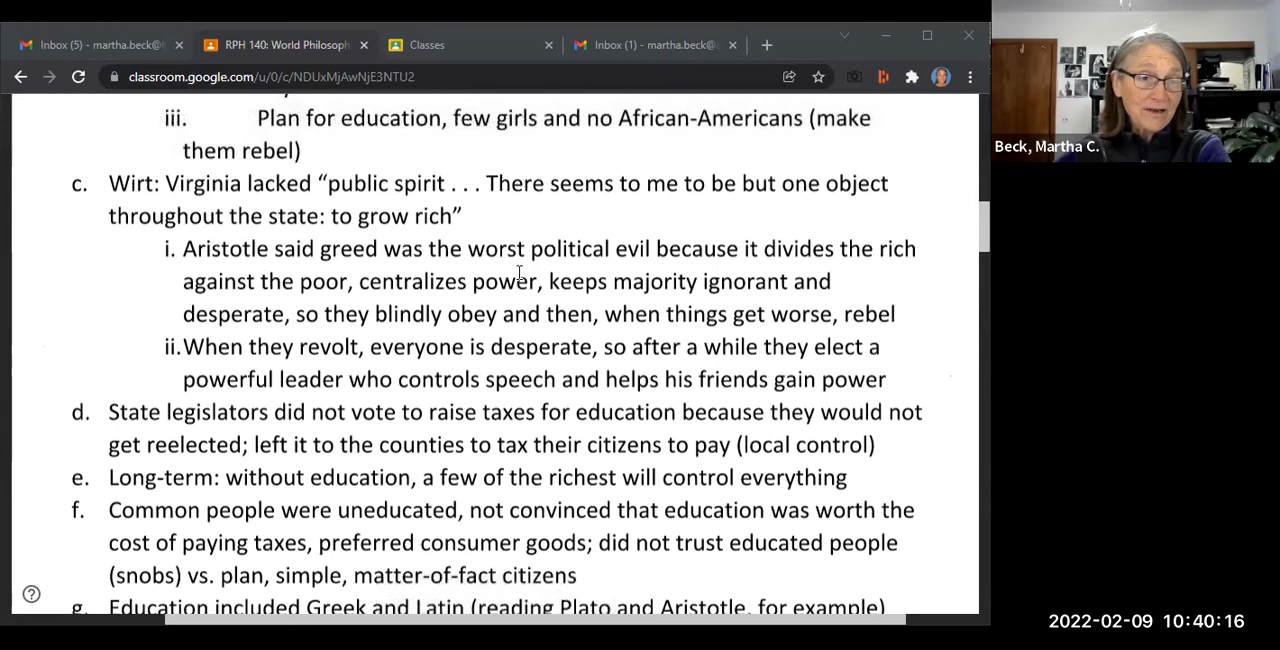 Inbox (5) - martha.beck@
RPH 140: World Philosoph
Classes
Inbox (1) - martha.beck@
classroom.google.com/u/0/c/NDUxMjAwNjE3NTU2
Beck, Martha C.
iii. Plan for education, few girls and no African-Americans (make
them rebel)
c. Wirt: Virginia lacked “public spirit . . . There seems to me to be but one object
throughout the state: to grow rich”
i. Aristotle said greed was the worst political evil because it divides the rich
against the poor, centralizes power, keeps majority ignorant and
desperate, so they blindly obey and then, when things get worse, rebel
ii. When they revolt, everyone is desperate, so after a while they elect a
powerful leader who controls speech and helps his friends gain power
d. State legislators did not vote to raise taxes for education because they would not
get reelected; left it to the counties to tax their citizens to pay (local control)
e. Long-term: without education, a few of the richest will control everything
f. Common people were uneducated, not convinced that education was worth the
cost of paying taxes, preferred consumer goods; did not trust educated people
(snobs) vs. plan, simple, matter-of-fact citizens
g. Education included Greek and Latin (reading Plato and Aristotle, for example)
2022-02-09 10:40:16